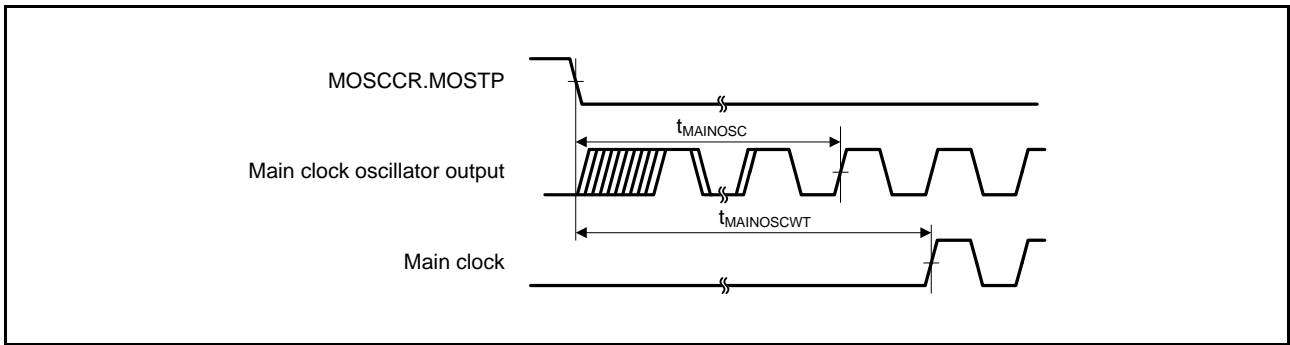 MOSCCR.MOSTP
tMAINOSC
Main clock oscillator output
tMAINOSCWT
Main clock